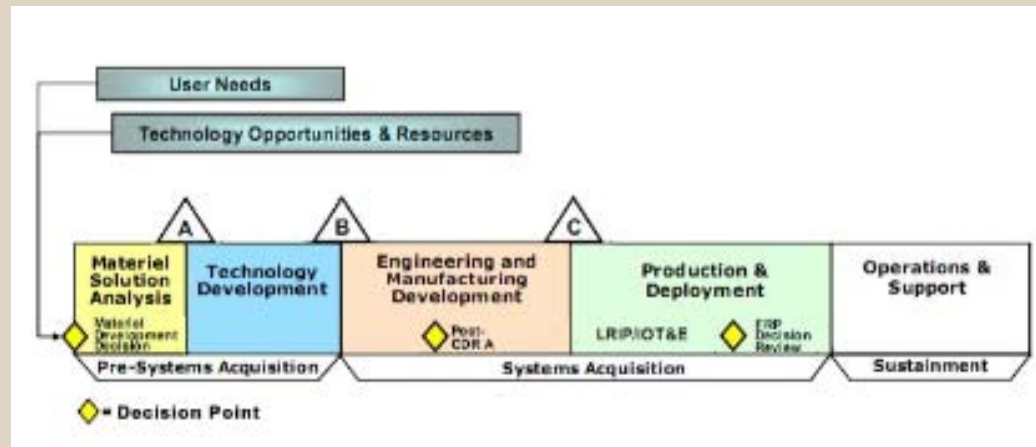 User Needs
Technology Opportunities & Resources
A
B
C
Materiel
Solution
Analysis
Technology
Development
Engineering and
Manufacturing
Development
Production &
Deployment
Operations &
Support
Materiel
Development
Decision
Post-
CDR A
LRIP/IOT&E
FRP
Decision
Review
Pre-Systems Acquisition
Systems Acquisition
Sustainment
= Decision Point